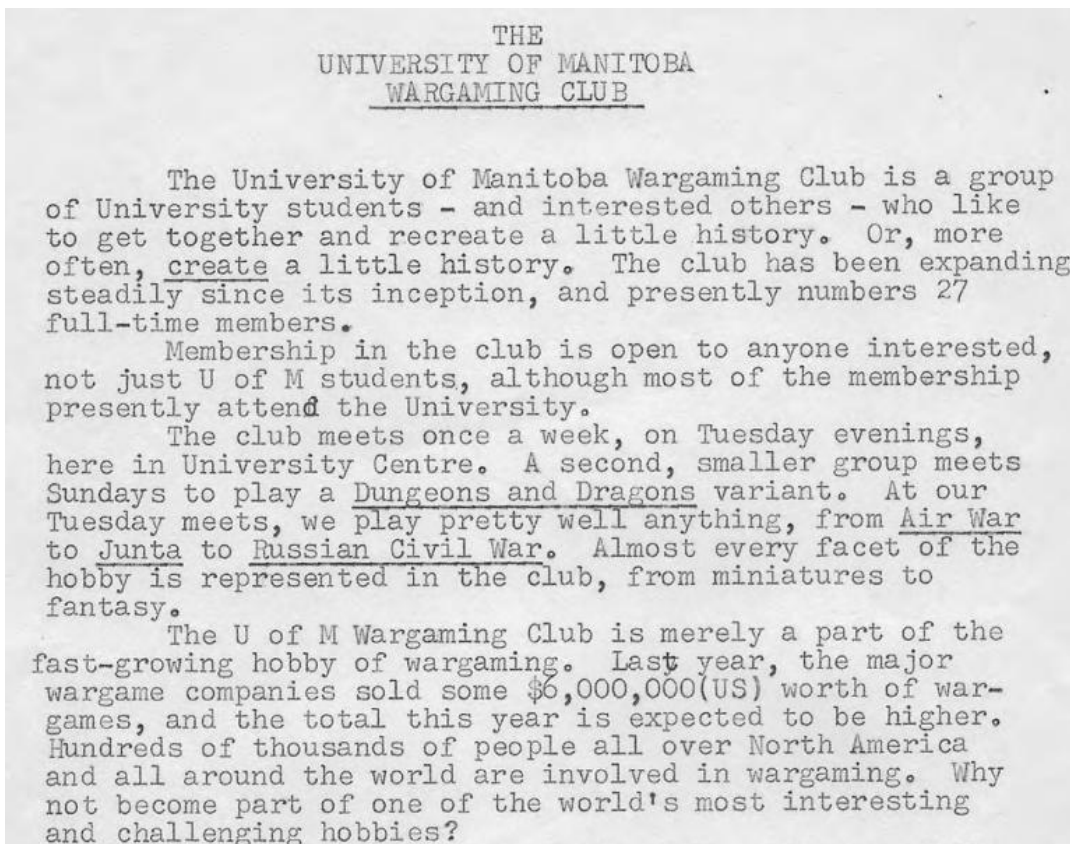 THE
UNIVERSITY OF MANITOBA
WARGAMING CLUB
The University of Manitoba Wargaming Club is a group
of University students - and interested others - who like
to get together and recreate a little history. Or, more
often, create a little history. The club has been expanding
steadily since its inception, and presently numbers 27
full-time members.
Membership in the club is open to anyone interested,
not just U of M students, although most of the membership
presently attend the University.
The club meets once a week, on Tuesday evenings,
here in University Centre. A second, smaller group meets
Sundays to play a Dungeons and Dragons variant. At our
Tuesday meets, we play pretty well anything, from Air War
to Junta to Russian Civil War. Almost every facet of the
hobby is represented in the club, from miniatures to
fantasy.
The U of M Wargaming Club is merely a part of the
fast-growing hobby of wargaming. Last year, the major
wargame companies sold some $6,000,000(US) worth of war-
games, and the total this year is expected to be higher.
Hundreds of thousands of people all over North America
and all around the world are involved in wargaming. Why
not become part of one of the world's most interesting
and challenging hobbies?